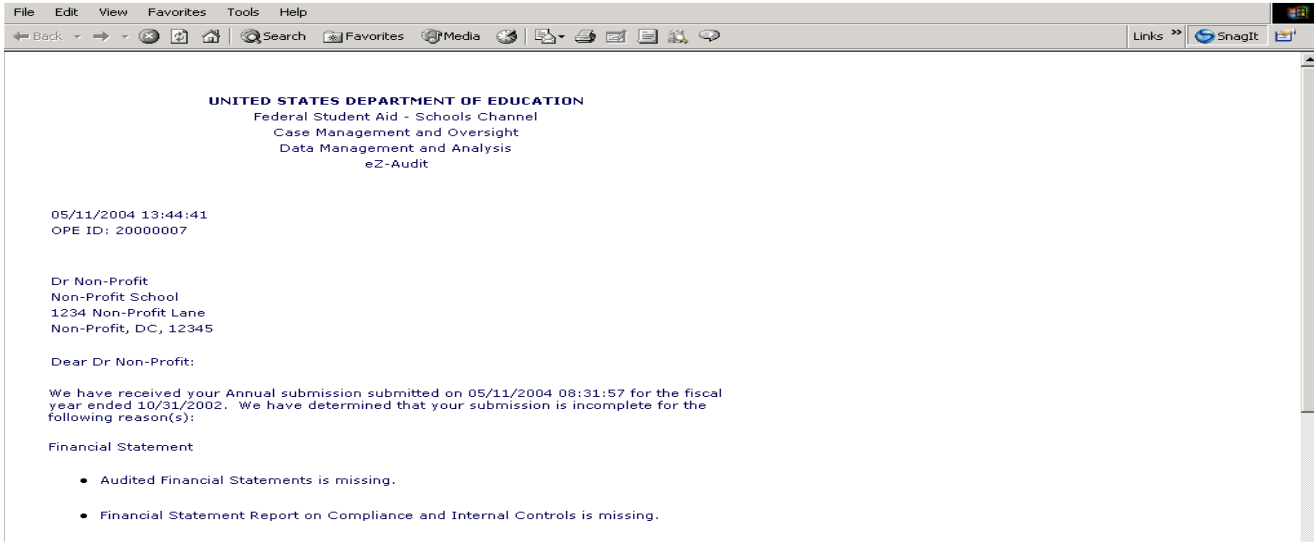 File Edit View Favorites Tools Help
Back Search Favorites Media Links » SnagIt
UNITED STATES DEPARTMENT OF EDUCATION
Federal Student Aid - Schools Channel
Case Management and Oversight
Data Management and Analysis
eZ-Audit
05/11/2004 13:44:41
OPE ID: 20000007
Dr Non-Profit
Non-Profit School
1234 Non-Profit Lane
Non-Profit, DC, 12345
Dear Dr Non-Profit:
We have received your Annual submission submitted on 05/11/2004 08:31:57 for the fiscal
year ended 10/31/2002. We have determined that your submission is incomplete for the
following reason(s):
Financial Statement
• Audited Financial Statements is missing.
• Financial Statement Report on Compliance and Internal Controls is missing.